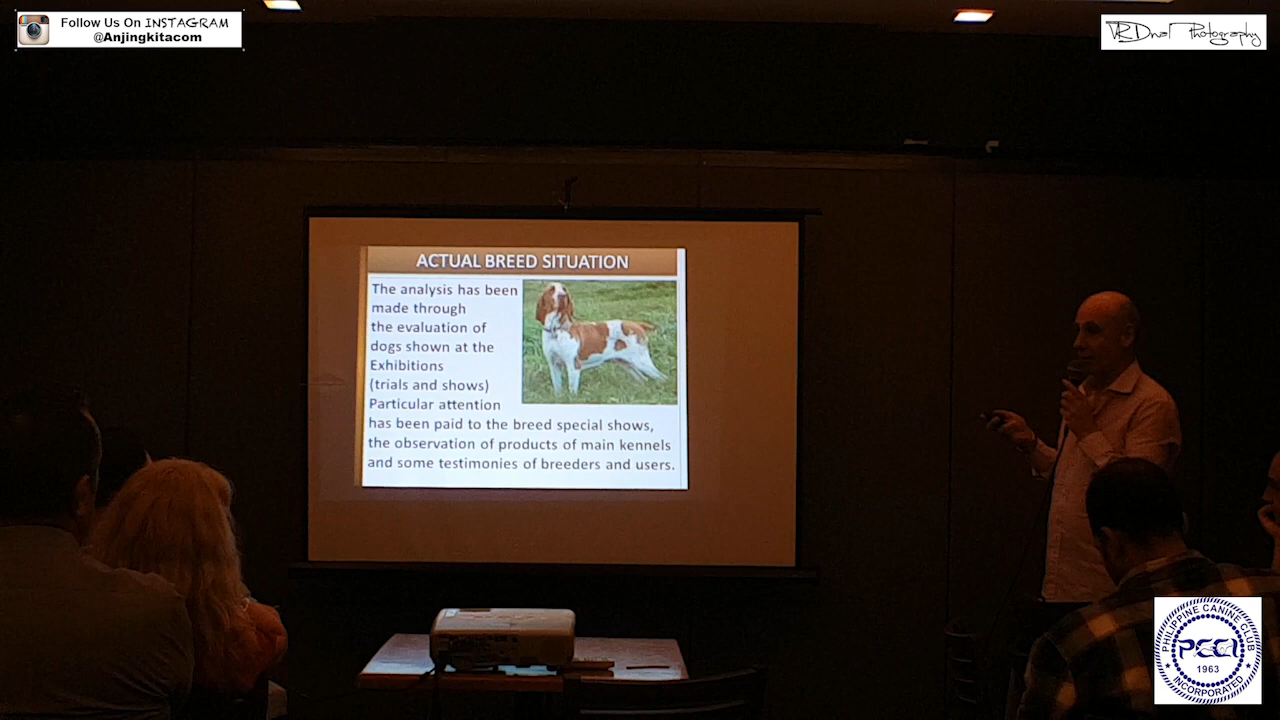 Follow Us On INSTAGRAM
@Anjingkitacom
VRDnal Photography
ACTUAL BREED SITUATION
The analysis has been
made through
the evaluation of
dogs shown at the
Exhibitions
(trials and shows)
Particular attention
has been paid to the breed special shows,
the observation of products of main kennels
and some testimonies of breeders and users.
PHILIPPINE CANINE CLUB
PCCI
1963
INCORPORATED